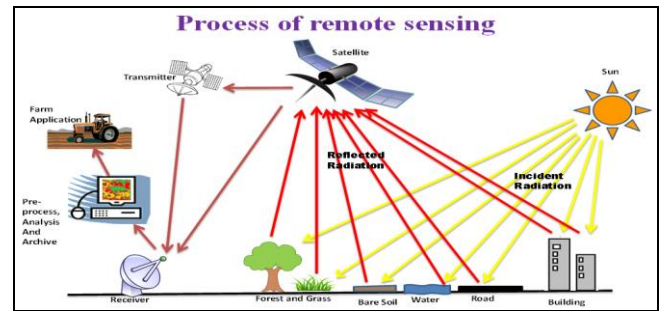 Process of remote sensing
Satellite
Transmitter
Sun
Farm
Application
Reflected
Radiation
Incident
Radiation
Pre-
process,
Analysis
And
Archive
Receiver
Forest and Grass
Bare Soil
Water
Road
Building